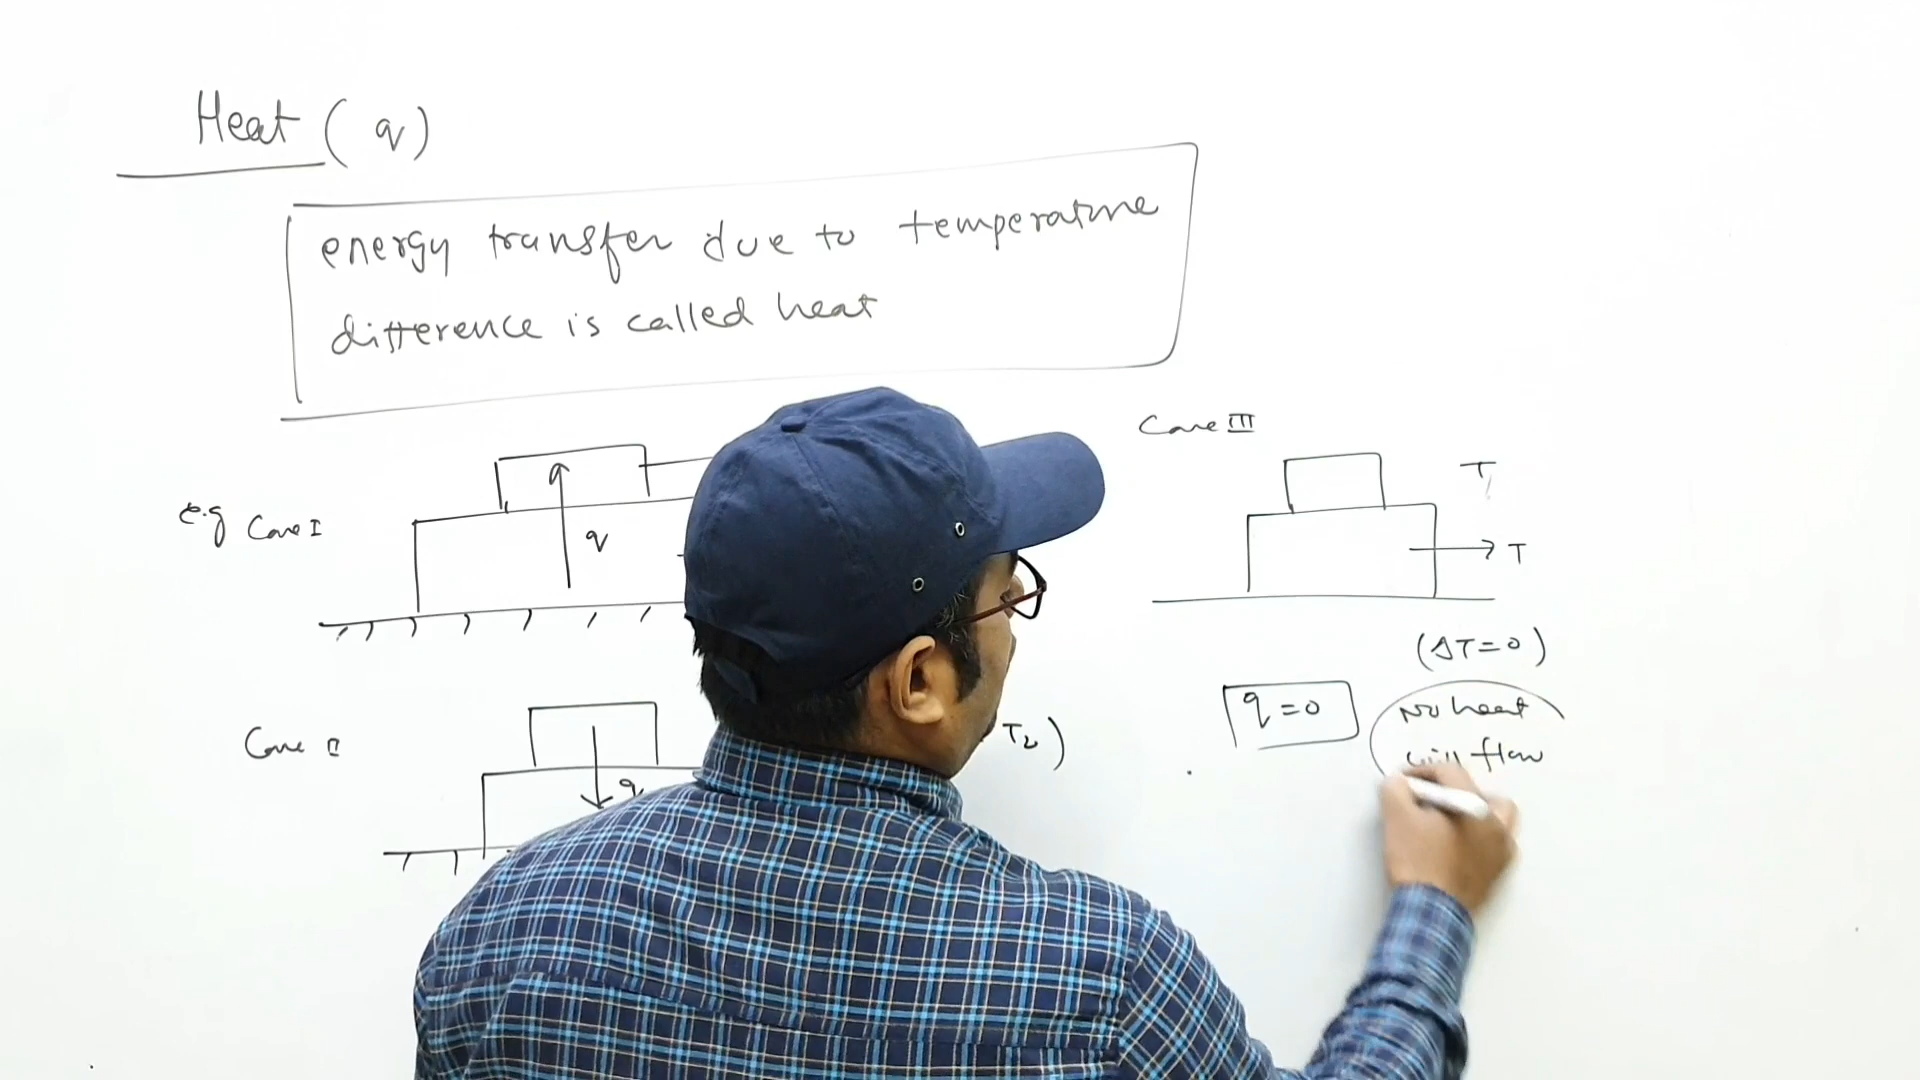 Heat (q)
energy transfer due to temperature
difference is called heat
e.g Case I
q
Case II
q
T₂)
Case III
T
T
(ΔT=0)
q=0
No heat
will flow